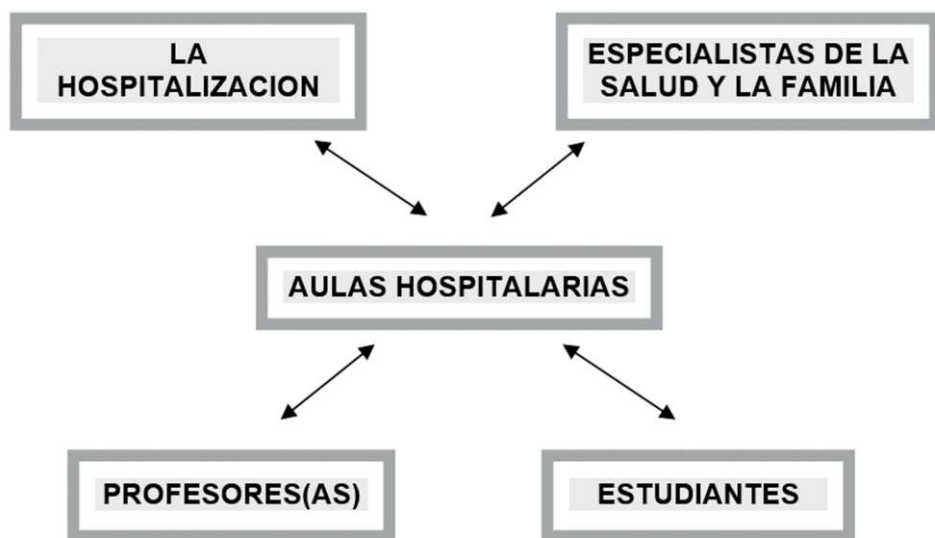 LA
HOSPITALIZACION
ESPECIALISTAS DE LA
SALUD Y LA FAMILIA
AULAS HOSPITALARIAS
PROFESORES(AS)
ESTUDIANTES